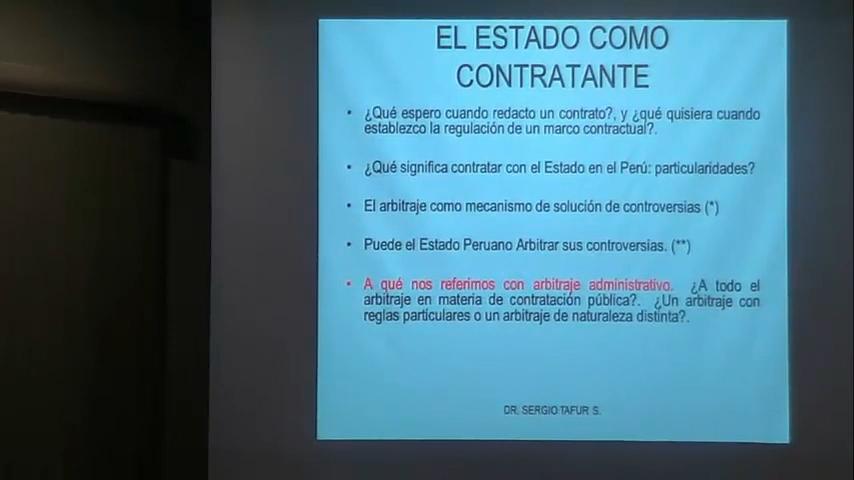 EL ESTADO COMO
CONTRATANTE
• ¿Qué espero cuando redacto un contrato?, y ¿qué quisiera cuando
establezco la regulación de un marco contractual?.
• ¿Qué significa contratar con el Estado en el Perú: particularidades?
• El arbitraje como mecanismo de solución de controversias (*)
• Puede el Estado Peruano Arbitrar sus controversias. (**)
• A qué nos referimos con arbitraje administrativo. ¿A todo el
arbitraje en materia de contratación pública?. ¿Un arbitraje con
reglas particulares o un arbitraje de naturaleza distinta?.
DR. SERGIO TAFUR S.